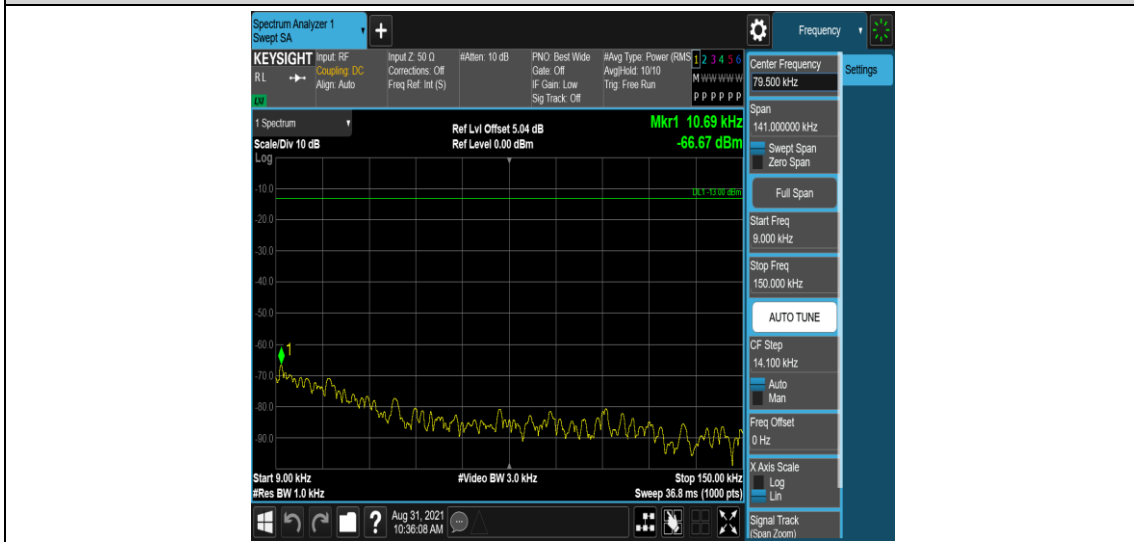 Spectrum Analyzer 1
Swept SA
+
Frequency
KEYSIGHT
RL
LXI
Input: RF
Coupling: DC
Align: Auto
Input Z: 50 Ω
Corrections: Off
Freq Ref: Int (S)
#Atten: 10 dB
PNO: Best Wide
Gate: Off
IF Gain: Low
Sig Track: Off
#Avg Type: Power (RMS
Avg|Hold: 10/10
Trig: Free Run
1 2 3 4 5 6
M W W W W W
P P P P P P
Center Frequency
79.500 kHz
Settings
Span
141.000000 kHz
Swept Span
Zero Span
Full Span
Start Freq
9.000 kHz
Stop Freq
150.000 kHz
AUTO TUNE
CF Step
14.100 kHz
Auto
Man
Freq Offset
0 Hz
X Axis Scale
Log
Lin
Signal Track
(Span Zoom)
1 Spectrum
Scale/Div 10 dB
Ref Lvl Offset 5.04 dB
Ref Level 0.00 dBm
Mkr1 10.69 kHz
-66.67 dBm
Log
DL1 -13.00 dBm
-10.0
-20.0
-30.0
-40.0
-50.0
-60.0
1
-70.0
-80.0
-90.0
Start 9.00 kHz
#Video BW 3.0 kHz
Stop 150.00 kHz
#Res BW 1.0 kHz
Sweep 36.8 ms (1000 pts)
?
Aug 31, 2021
10:36:08 AM